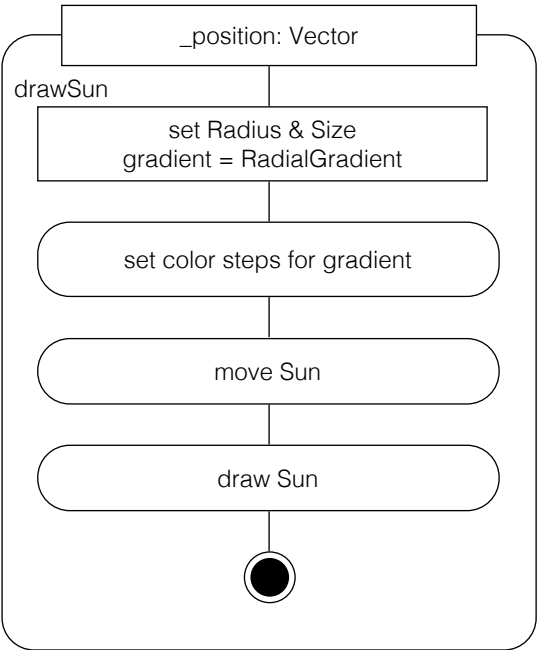 _position: Vector
drawSun
set Radius & Size
gradient = RadialGradient
set color steps for gradient
move Sun
draw Sun